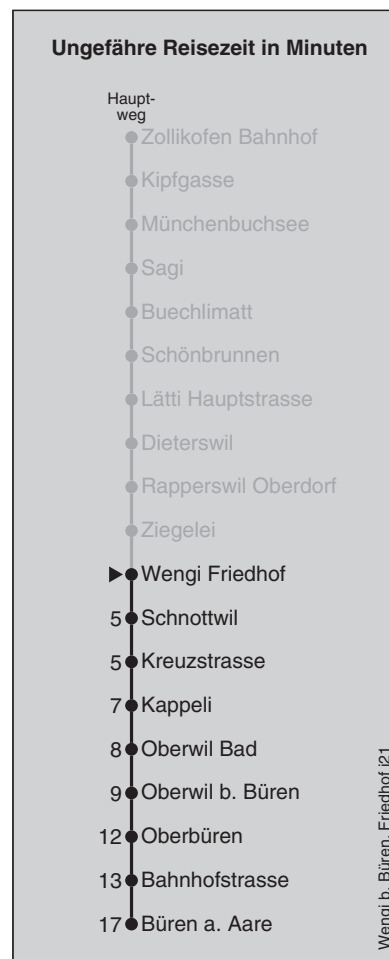 Ungefähre Reisezeit in Minuten
Haupt-
weg
Zollikofen Bahnhof
Kipfgasse
Münchenbuchsee
Sagi
Buechlimatt
Schönbrunnen
Lätti Hauptstrasse
Dieterswil
Rapperswil Oberdorf
Ziegelei
Wengi Friedhof
5 Schnottwil
5 Kreuzstrasse
7 Kappeli
8 Oberwil Bad
9 Oberwil b. Büren
12 Oberbüren
13 Bahnhofstrasse
17 Büren a. Aare
Wengi b. Büren, Friedhof j21